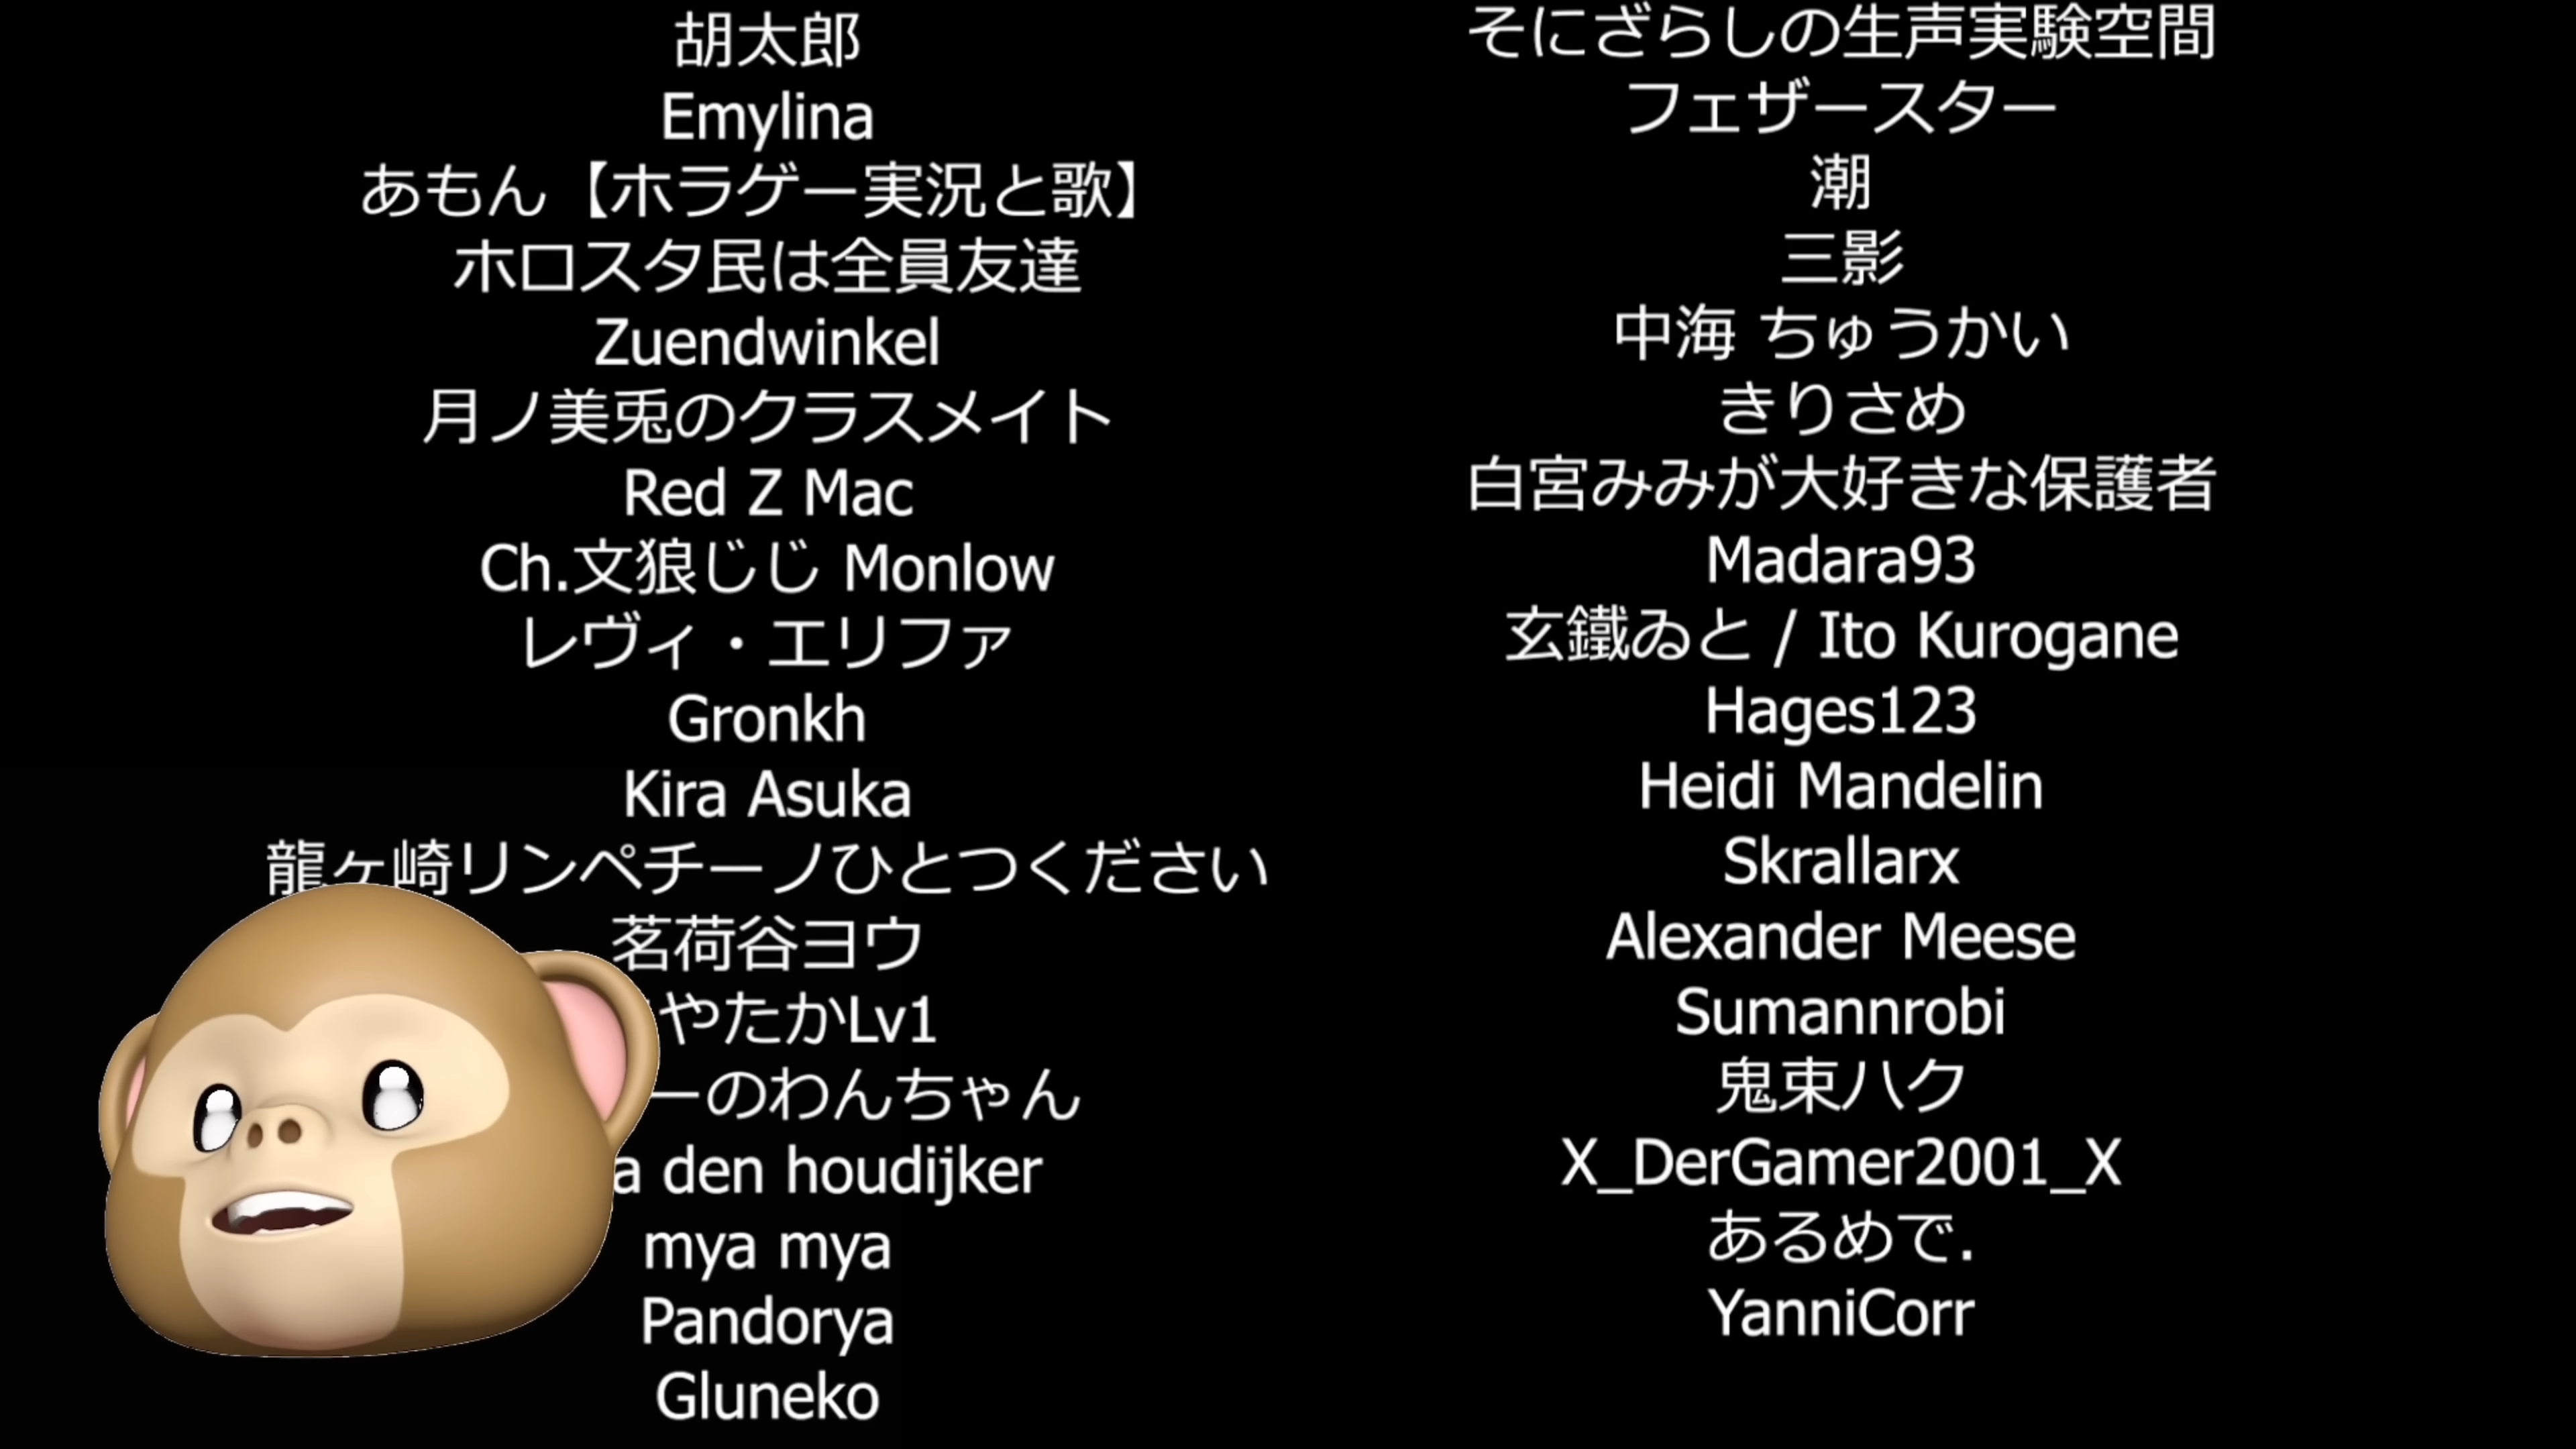 胡太郎
Emylina
あもん【ホラゲー実況と歌】
ホロスタ民は全員友達
Zuendwinkel
月ノ美兎のクラスメイト
Red Z Mac
Ch.文狼じじ Monlow
レヴィ・エリファ
Gronkh
Kira Asuka
龍ヶ崎リンペチーノひとつください
茗荷谷ヨウ
やたかLv1
ーのわんちゃん
den houdijker
mya mya
Pandorya
Gluneko
そにざらしの生声実験空間
フェザースター
潮
三影
中海 ちゅうかい
きりさめ
白宮みみが大好きな保護者
Madara93
玄鐵ゐと / Ito Kurogane
Hages123
Heidi Mandelin
Skrallarx
Alexander Meese
Sumannrobi
鬼束ハク
X_DerGamer2001_X
あるめで.
YanniCorr